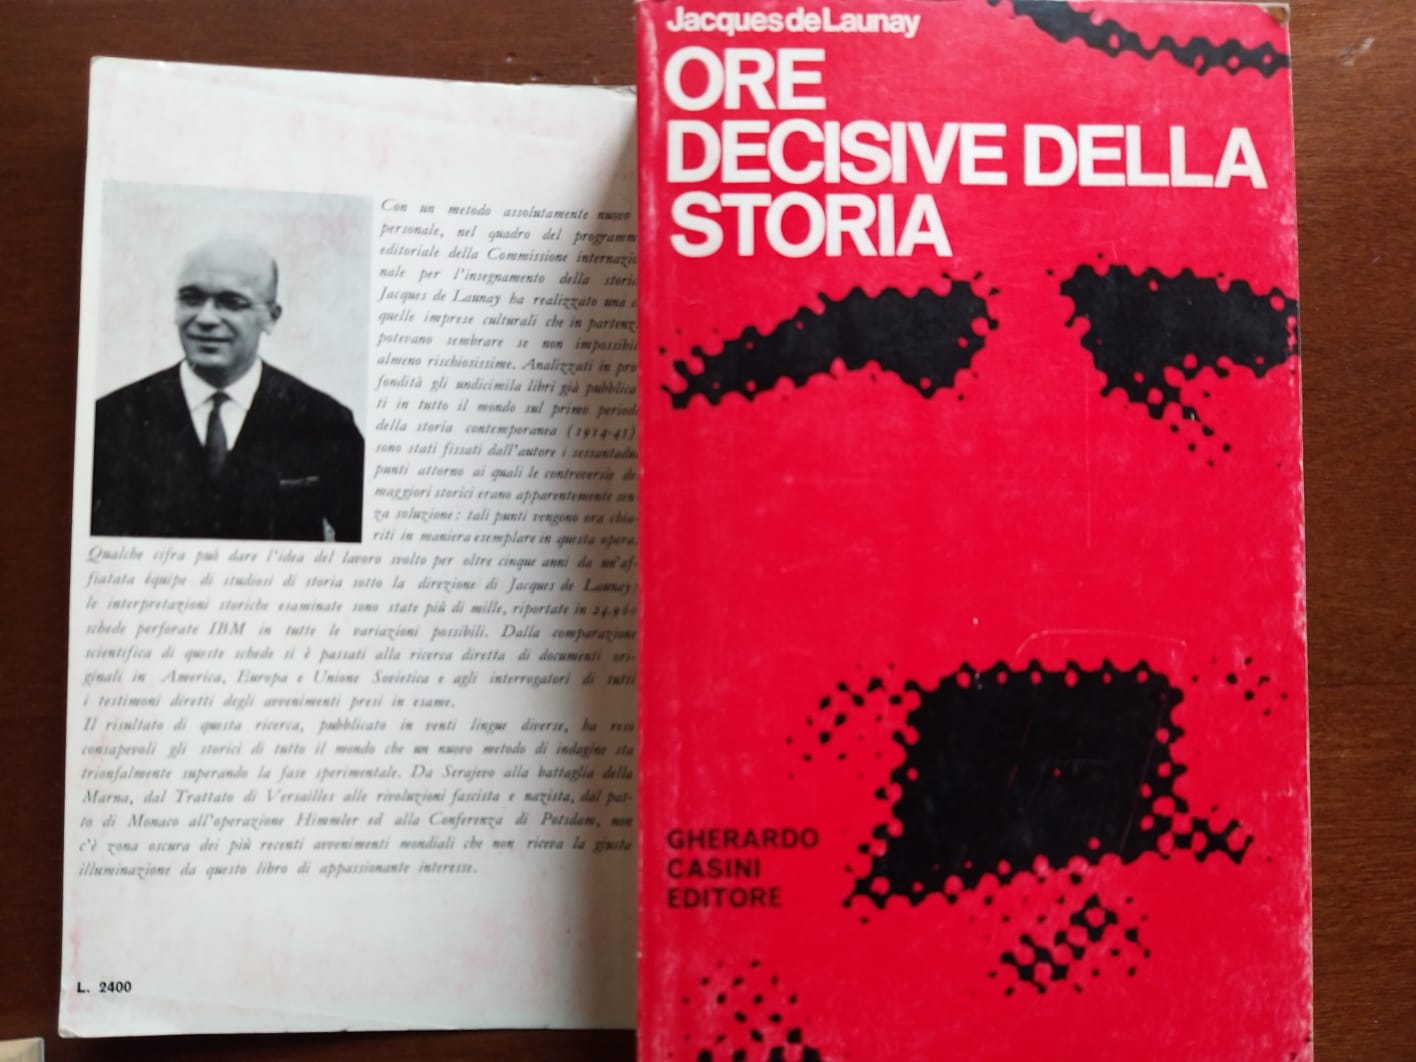 Con un metodo assolutamente nuovo
personale, nel quadro del programm
editoriale della Commissione internazio
nale per l'insegnamento della storia
Jacques de Launay ha realizzato una
quelle imprese culturali che in partenz
potevano sembrare se non impossibil
almeno rischiosissime. Analizzati in pro
fondità gli undicimila libri già pubblica
ti in tutto il mondo sul primo period
della storia contemporanea (1914-45)
sono stati fissati dall'autore i sessantadu
punti attorno ai quali le controversie de
maggiori storici erano apparentemente sen-
za soluzione: tali punti vengono ora chia-
riti in maniera esemplare in questa opera.
Qualche cifra può dare l'idea del lavoro svolto per oltre cinque anni da un'af-
fiatata équipe di studiosi di storia sotto la direzione di Jacques de Launay:
le interpretazioni storiche esaminate sono state più di mille, riportate in 24.960
schede perforate IBM in tutte le variazioni possibili. Dalla comparazione
scientifica di queste schede si è passati alla ricerca diretta di documenti ori-
ginali in America, Europa e Unione Sovietica e agli interrogatori di tutti
i testimoni diretti degli avvenimenti presi in esame.
Il risultato di questa ricerca, pubblicato in venti lingue diverse, ha reso
consapevoli gli storici di tutto il mondo che un nuovo metodo di indagine sta
trionfalmente superando la fase sperimentale. Da Serajevo alla battaglia della
Marna, dal Trattato di Versailles alle rivoluzioni fascista e nazista, dal pat-
to di Monaco all'operazione Himmler ed alla Conferenza di Potsdam, non
c'è zona oscura dei più recenti avvenimenti mondiali che non riceva la giusta
illuminazione da questo libro di appassionante interesse.
L. 2400
Jacques de Launay
ORE
DECISIVE DELLA
STORIA
GHERARDO
CASINI
EDITORE